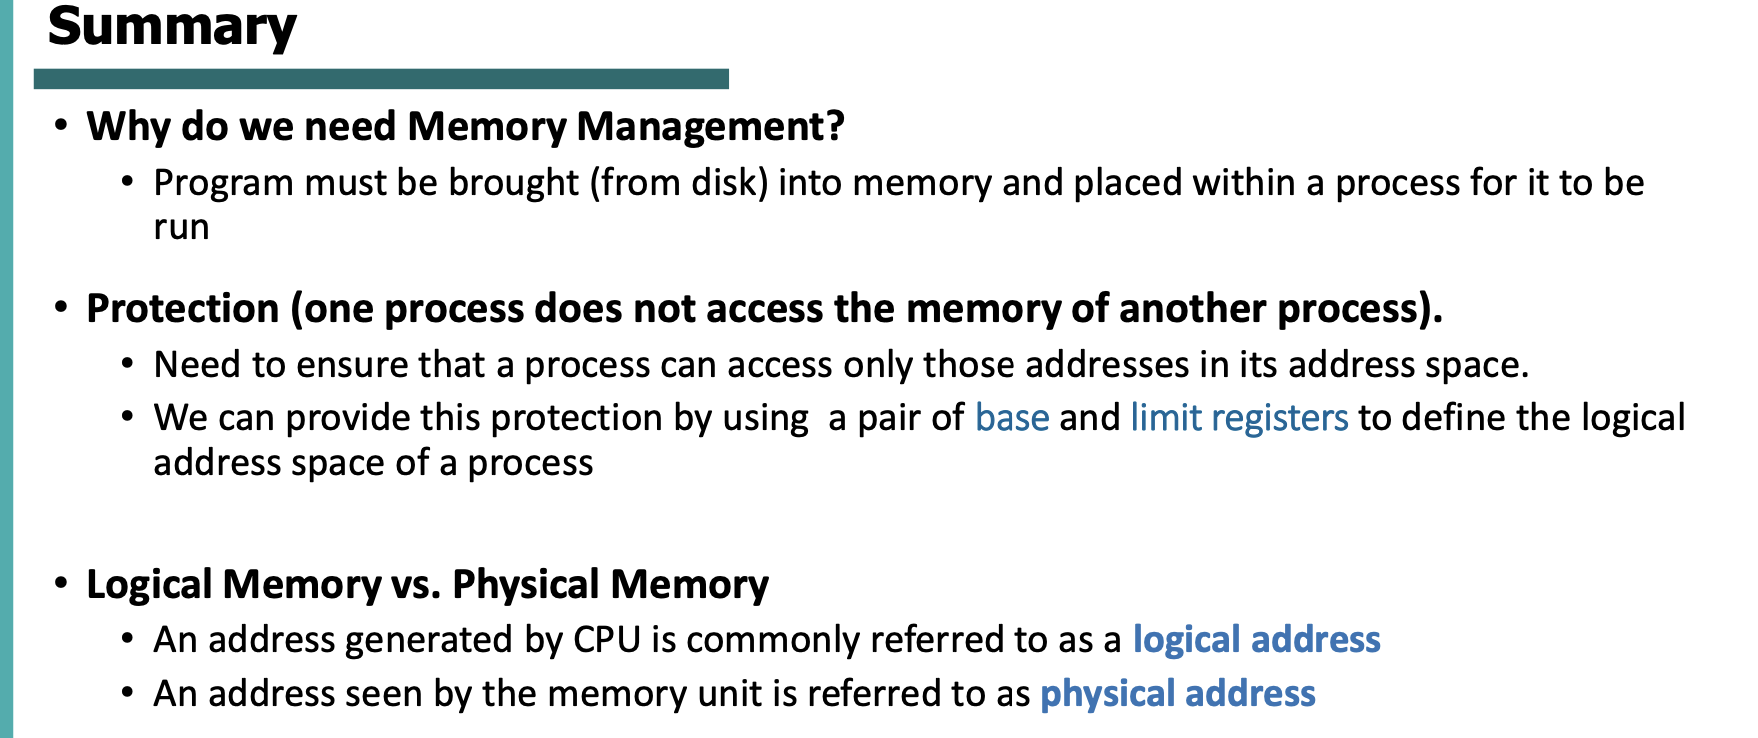 Summary
• Why do we need Memory Management?
• Program must be brought (from disk) into memory and placed within a process for it to be
run
• Protection (one process does not access the memory of another process).
• Need to ensure that a process can access only those addresses in its address space.
• We can provide this protection by using  a pair of base and limit registers to define the logical
address space of a process
• Logical Memory vs. Physical Memory
• An address generated by CPU is commonly referred to as a logical address
• An address seen by the memory unit is referred to as physical address